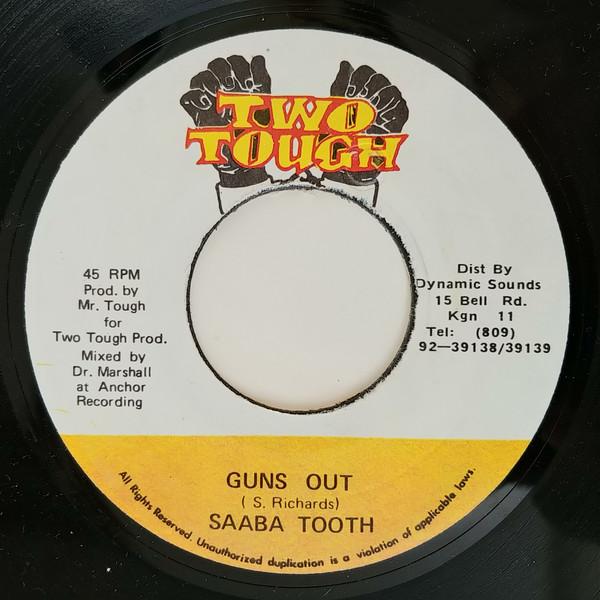 TWO
TOUGH
45 RPM
Prod. by
Mr. Tough
for
Two Tough Prod.
Mixed by
Dr. Marshall
at Anchor
Recording
Dist By
Dynamic Sounds
15 Bell Rd.
Kgn 11
Tel: (809)
92—39138/39139
GUNS OUT
( S. Richards)
SAABA TOOTH
All Rights Reserved. Unauthorized duplication is a violation of applicable laws.